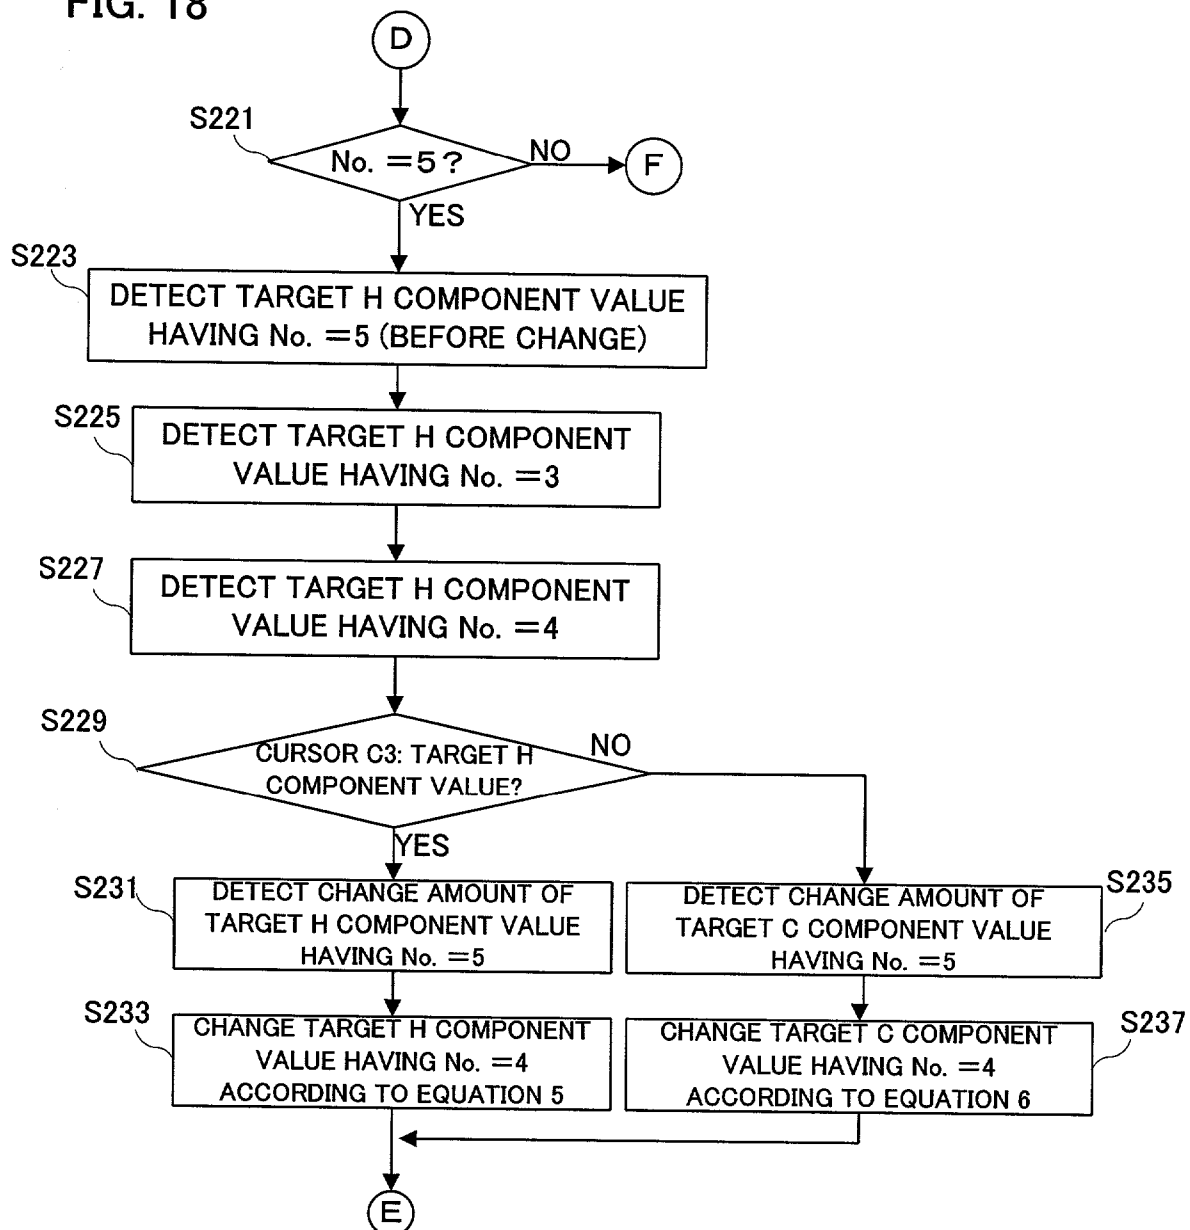 FIG. 18
D
S221
No. =5?
NO
F
YES
S223
DETECT TARGET H COMPONENT VALUE
HAVING No. =5 (BEFORE CHANGE)
S225
DETECT TARGET H COMPONENT
VALUE HAVING No. =3
S227
DETECT TARGET H COMPONENT
VALUE HAVING No. =4
S229
CURSOR C3: TARGET H
COMPONENT VALUE?
NO
YES
S231
DETECT CHANGE AMOUNT OF
TARGET H COMPONENT VALUE
HAVING No. =5
S235
DETECT CHANGE AMOUNT OF
TARGET C COMPONENT VALUE
HAVING No. =5
S233
CHANGE TARGET H COMPONENT
VALUE HAVING No. =4
ACCORDING TO EQUATION 5
S237
CHANGE TARGET C COMPONENT
VALUE HAVING No. =4
ACCORDING TO EQUATION 6
E